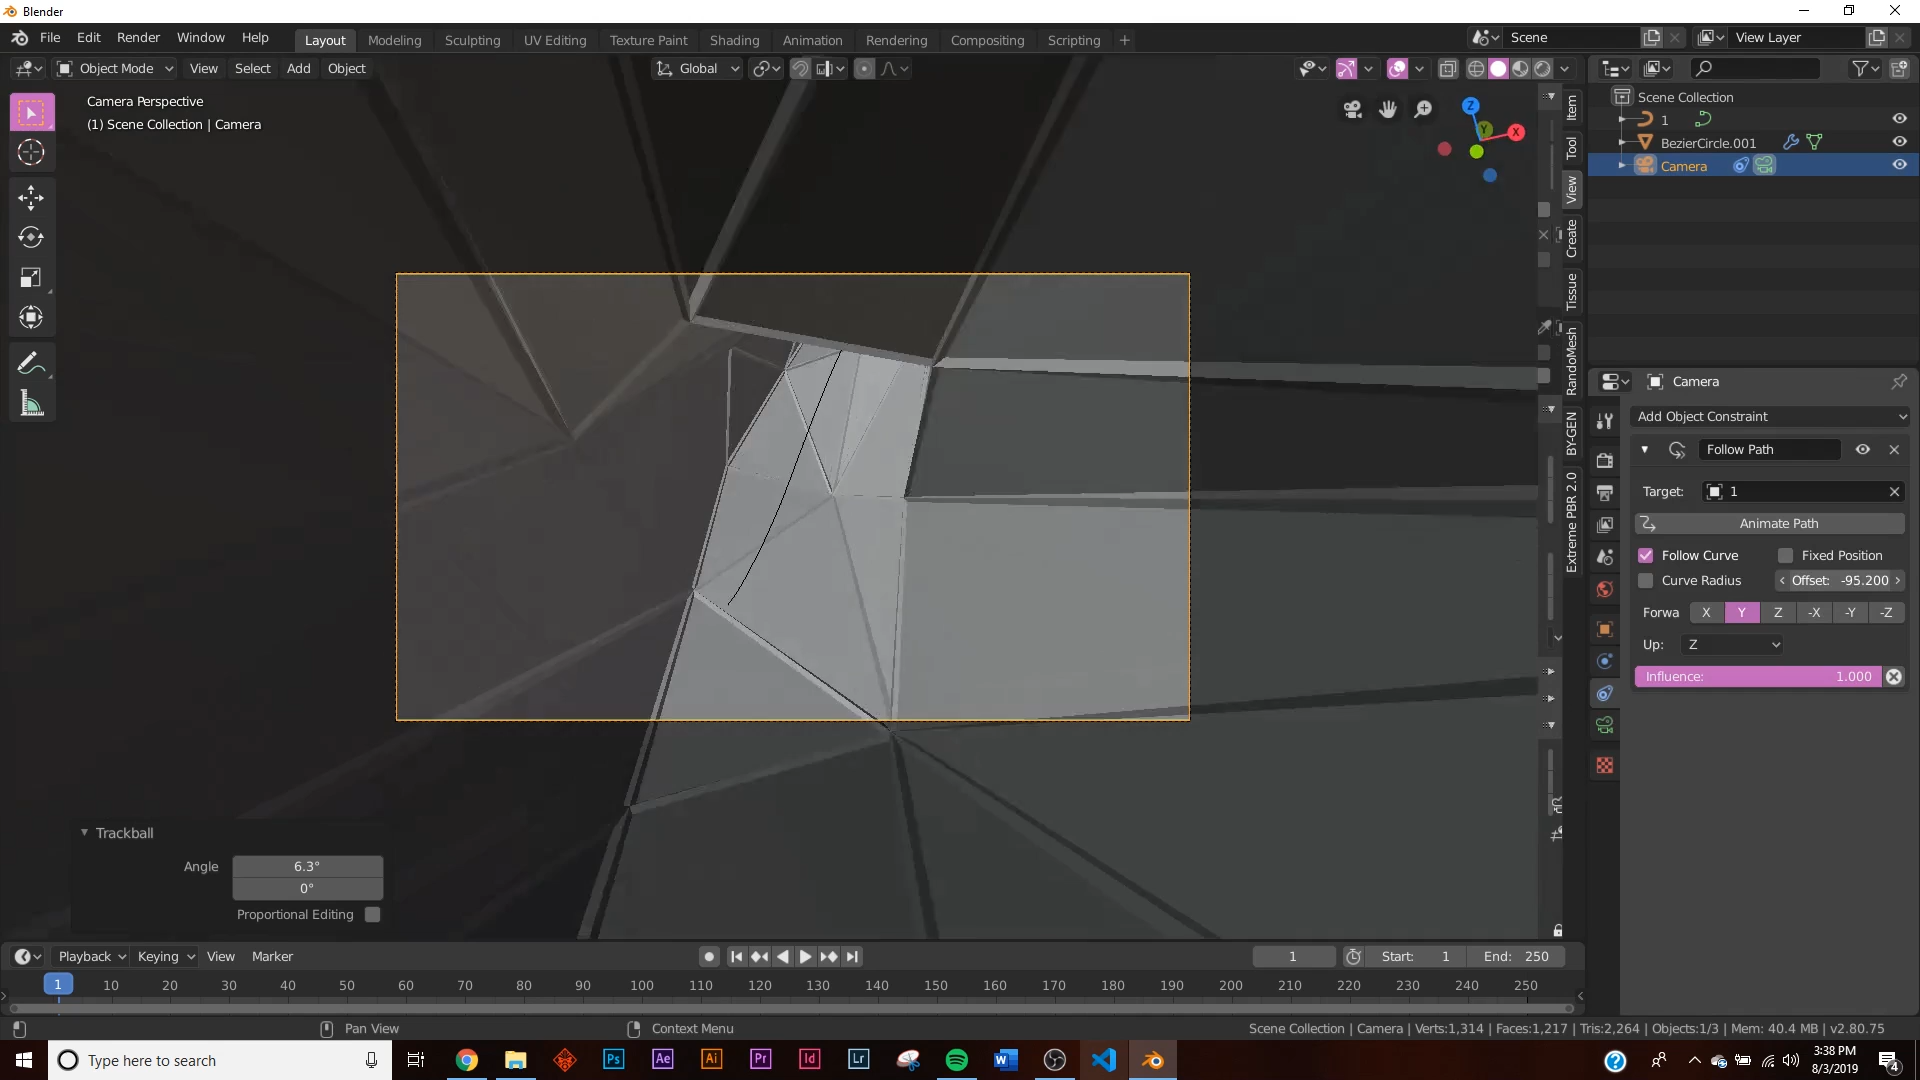 Blender
File Edit Render Window Help Layout Modeling Sculpting UV Editing Texture Paint Shading Animation Rendering Compositing Scripting + Scene View Layer
Object Mode View Select Add Object Global
Camera Perspective
(1) Scene Collection | Camera
Z
Y
X
Item
Tool
View
Create
Tissue
RandoMesh
BY-GEN
Extreme PBR 2.0
Scene Collection
1
BezierCircle.001
Camera
Camera
Add Object Constraint
Follow Path
Target: 1
Animate Path
Follow Curve Fixed Position
Curve Radius Offset: -95.200
Forwa X Y Z -X -Y -Z
Up: Z
Influence: 1.000
Trackball
Angle 6.3°
0°
Proportional Editing
Playback Keying View Marker 1 Start: 1 End: 250
1 10 20 30 40 50 60 70 80 90 100 110 120 130 140 150 160 170 180 190 200 210 220 230 240 250
Pan View Context Menu Scene Collection | Camera | Verts:1,314 | Faces:1,217 | Tris:2,264 | Objects:1/3 | Mem: 40.4 MB | v2.80.75
Type here to search Ps Ae Ai Pr Id Lr W ? 3:38 PM
8/3/2019 4